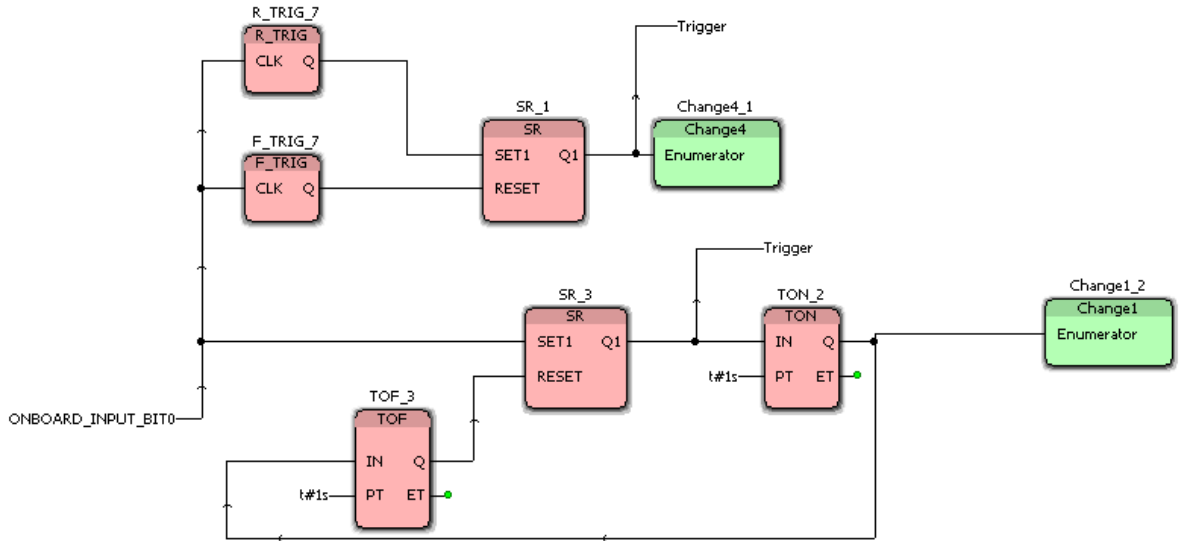 R_TRIG_7
R_TRIG
CLK Q
Trigger
SR_1
SR
SET1 Q1
RESET
Change4_1
Change4
Enumerator
F_TRIG_7
F_TRIG
CLK Q
Trigger
SR_3
SR
SET1 Q1
RESET
TON_2
TON
IN Q
t#1s PT ET
Change1_2
Change1
Enumerator
ONBOARD_INPUT_BIT0
TOF_3
TOF
IN Q
t#1s PT ET